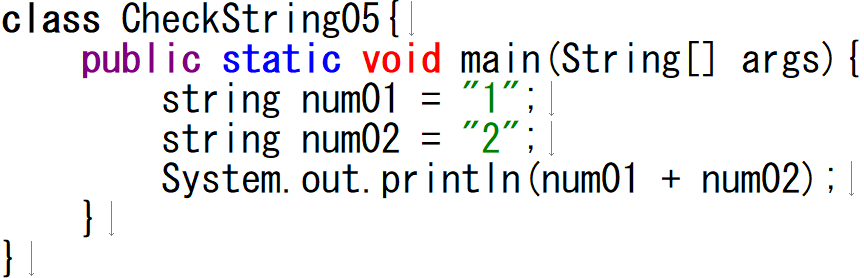 class CheckString05{
    public static void main(String[] args){
        string num01 = "1";
        string num02 = "2";
        System.out.println(num01 + num02);
    }
}